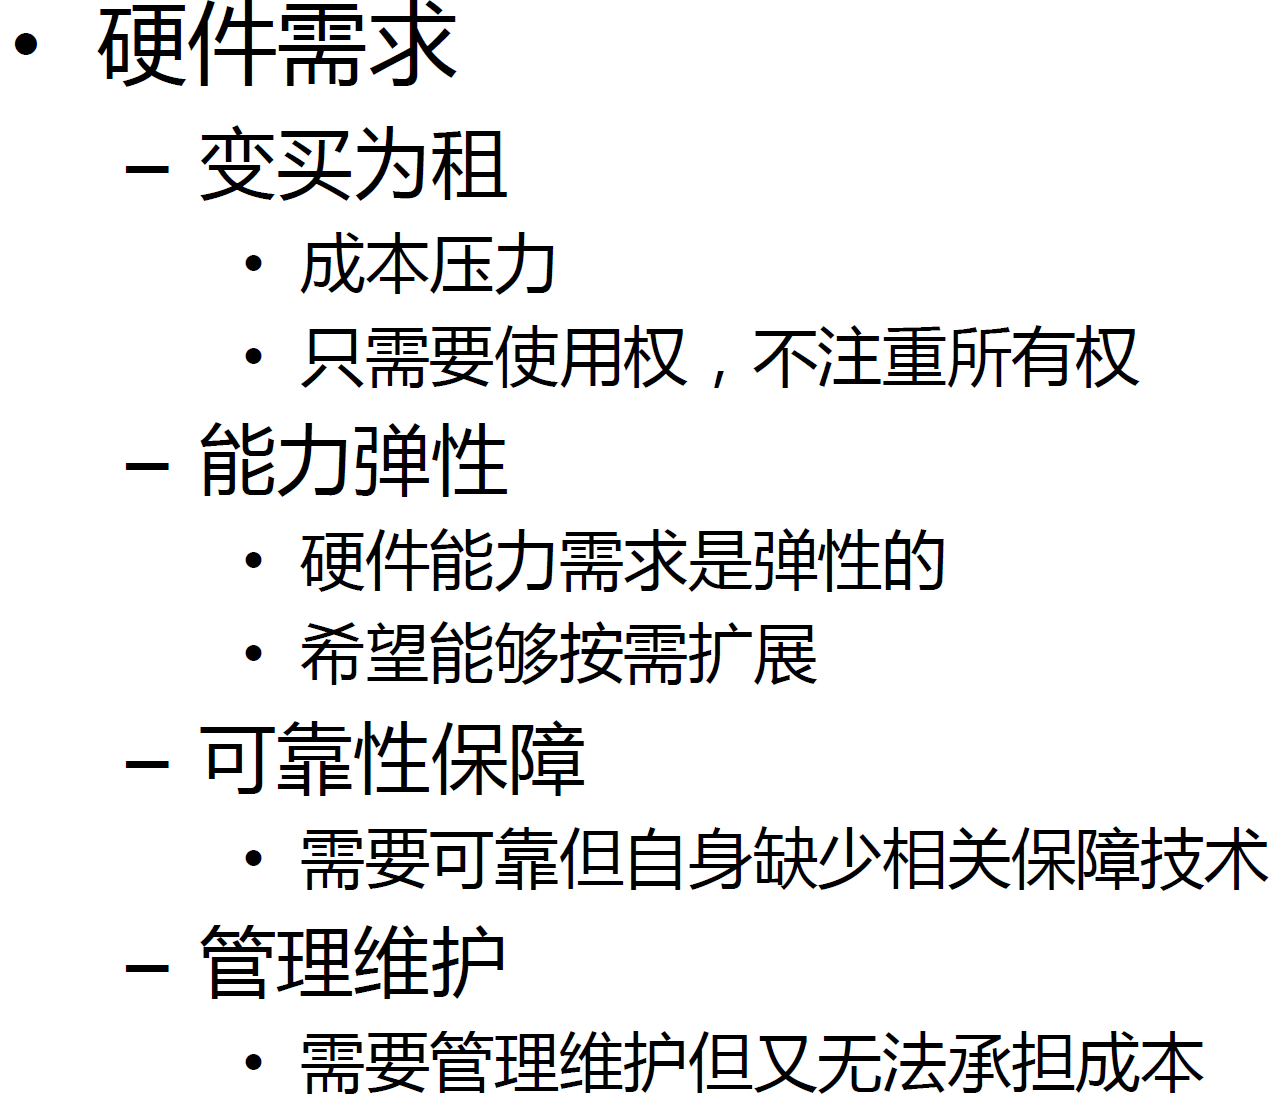 • 硬件需求
– 变买为租
• 成本压力
• 只需要使用权，不注重所有权
– 能力弹性
• 硬件能力需求是弹性的
• 希望能够按需扩展
– 可靠性保障
• 需要可靠但自身缺少相关保障技术
– 管理维护
• 需要管理维护但又无法承担成本